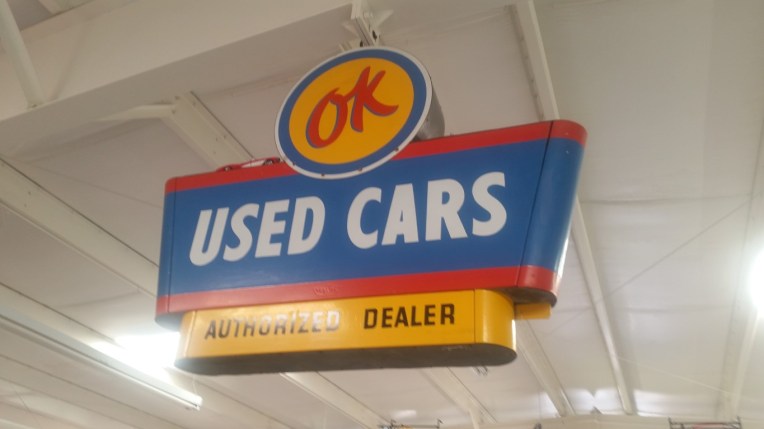 OK
USED CARS
AUTHORIZED DEALER